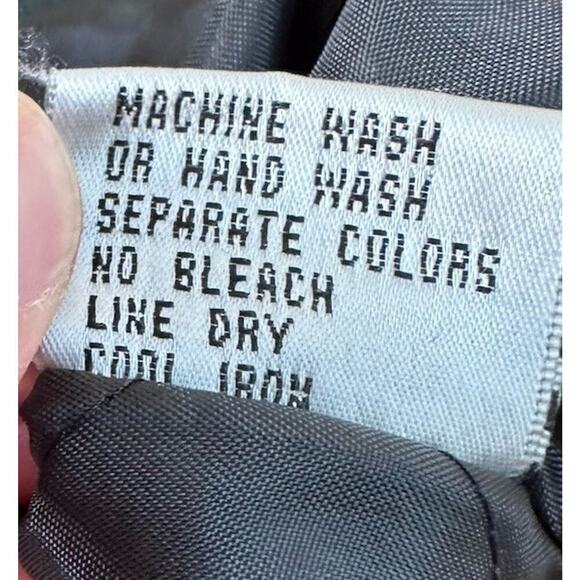 MACHINE WASH
OR HAND WASH
SEPARATE COLORS
NO BLEACH
LINE DRY
COOL IRON